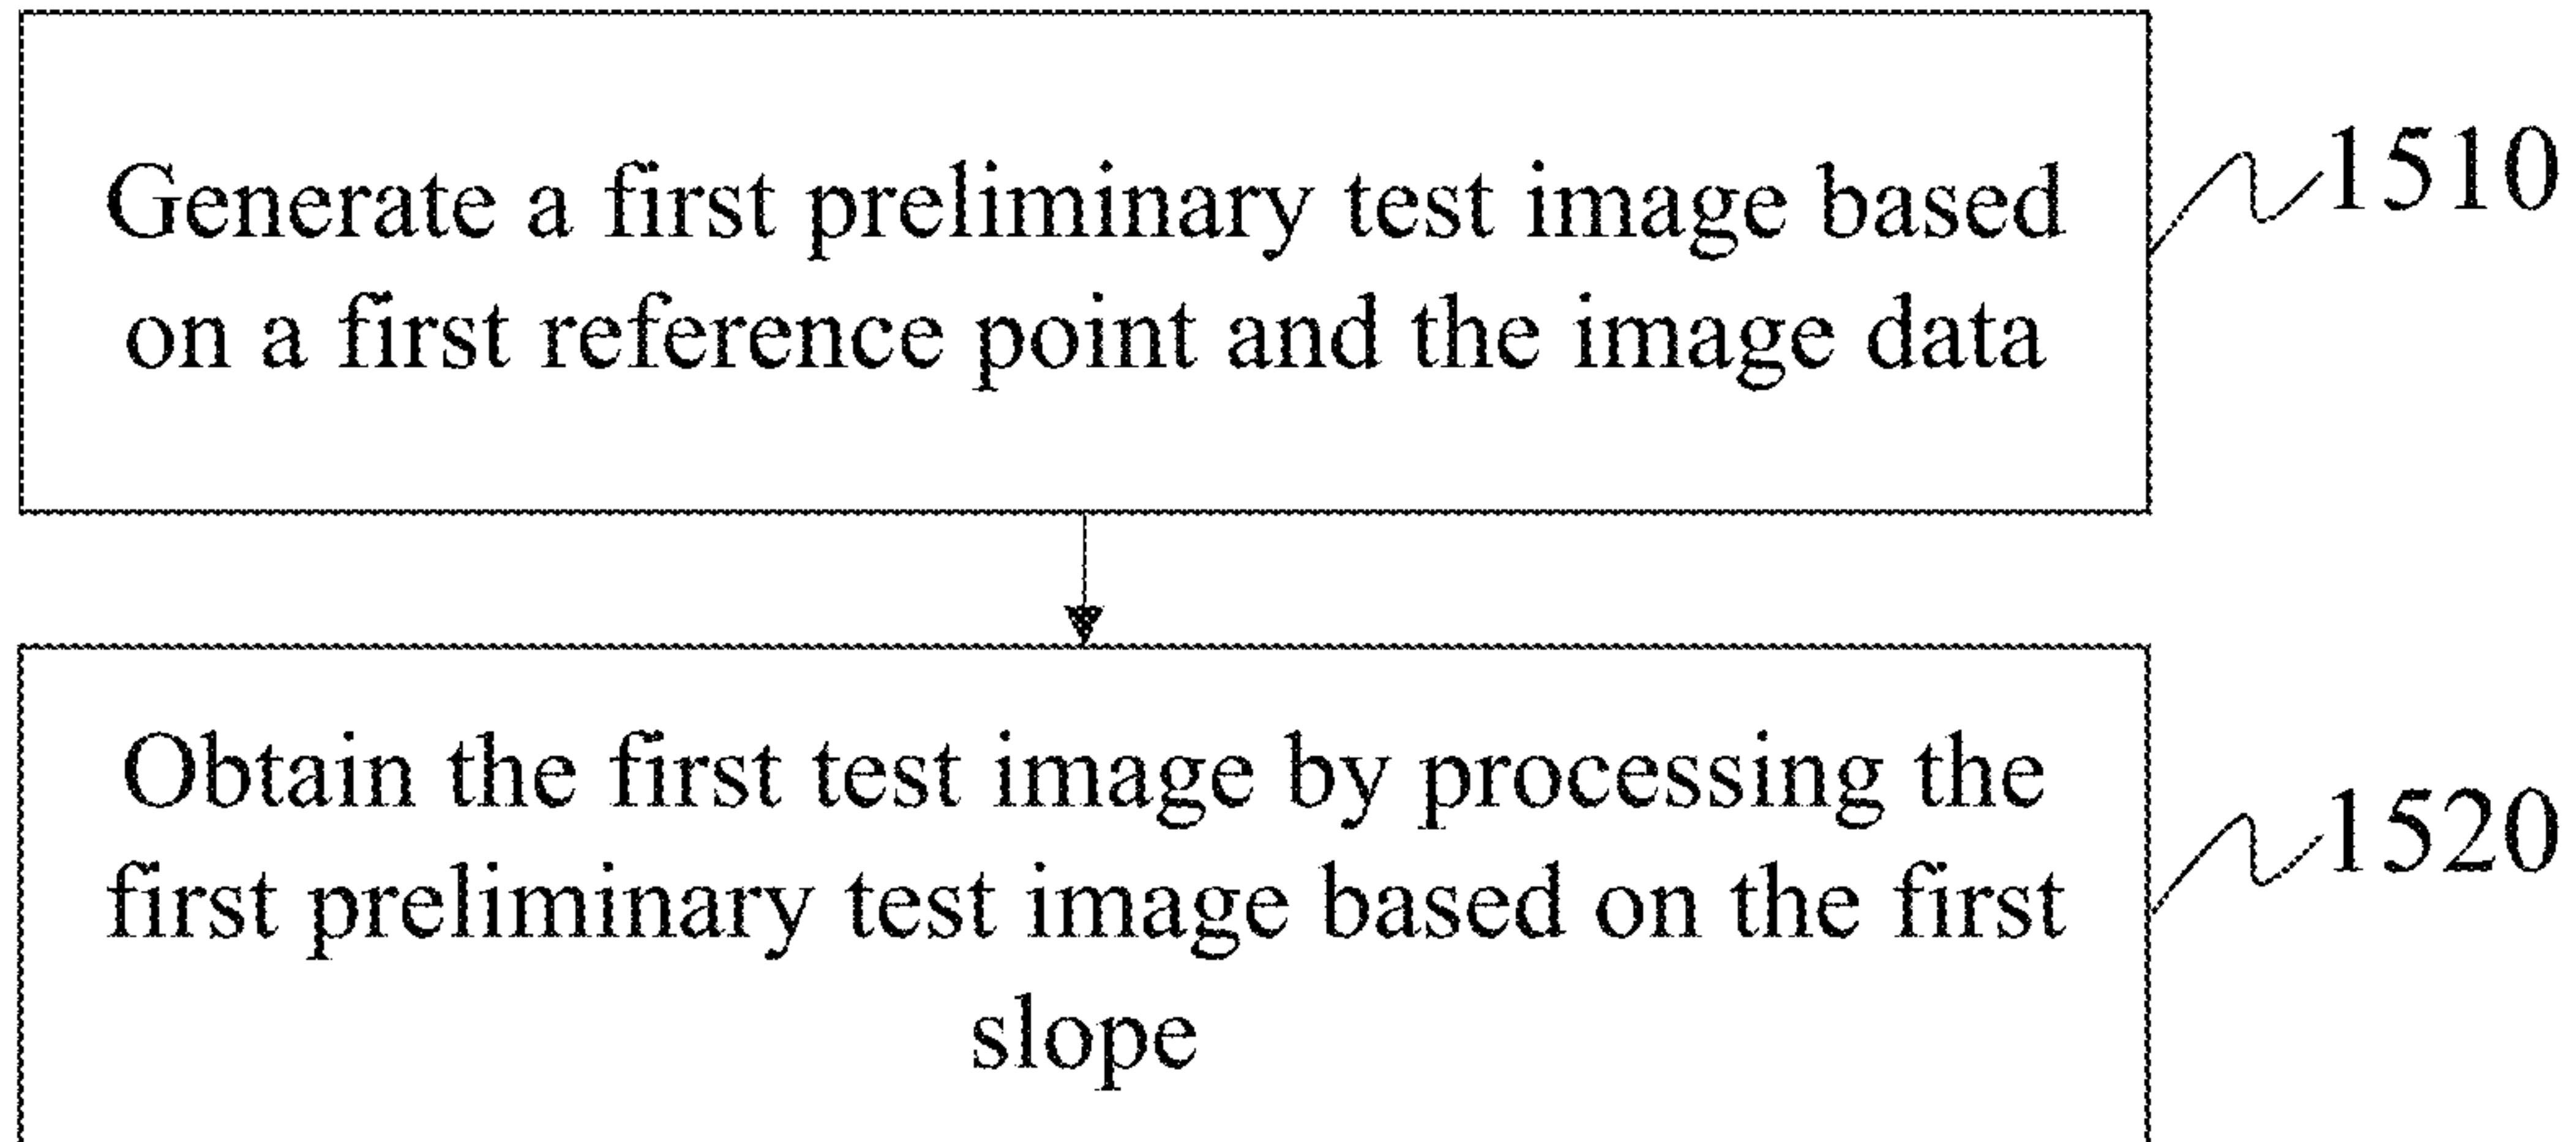 Generate a first preliminary test image based
on a first reference point and the image data
1510
Obtain the first test image by processing the
first preliminary test image based on the first
slope
1520